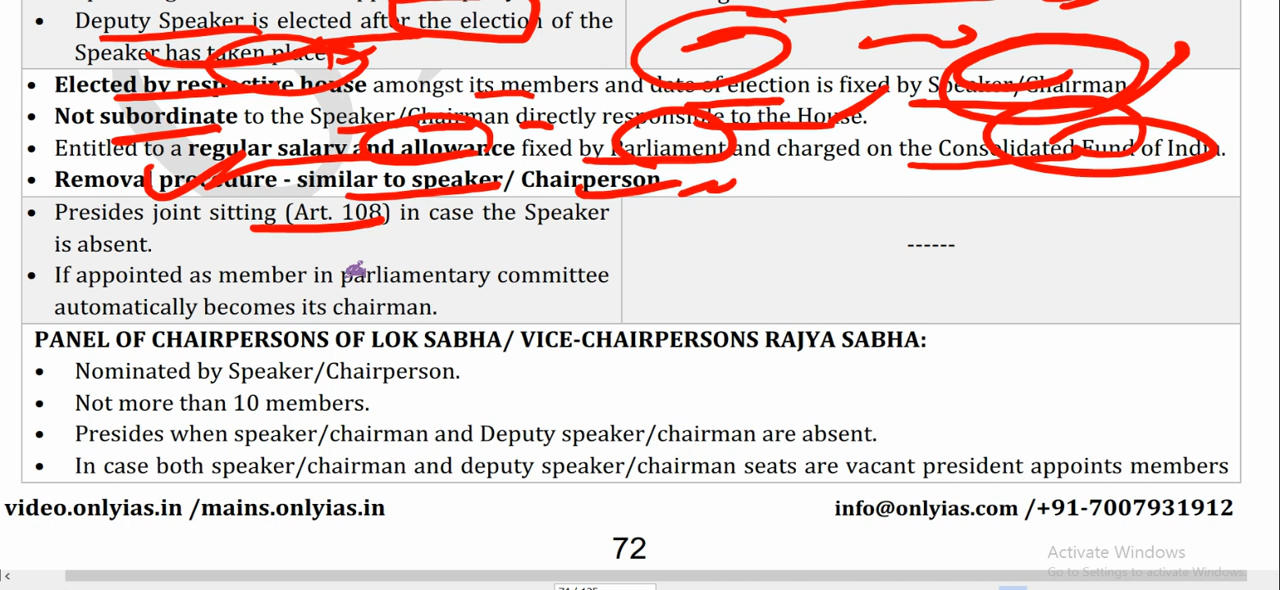 Deputy Speaker is elected after the election of the
Speaker has taken place
Elected by respective house amongst its members and date of election is fixed by Speaker/Chairman.
Not subordinate to the Speaker/Chairman directly responsible to the House.
Entitled to a regular salary and allowance fixed by Parliament and charged on the Consolidated Fund of India.
Removal procedure - similar to speaker/ Chairperson
Presides joint sitting (Art. 108) in case the Speaker
is absent.
------
If appointed as member in parliamentary committee
automatically becomes its chairman.
PANEL OF CHAIRPERSONS OF LOK SABHA/ VICE-CHAIRPERSONS RAJYA SABHA:
Nominated by Speaker/Chairperson.
Not more than 10 members.
Presides when speaker/chairman and Deputy speaker/chairman are absent.
In case both speaker/chairman and deputy speaker/chairman seats are vacant president appoints members
video.onlyias.in /mains.onlyias.in
info@onlyias.com /+91-7007931912
72
Activate Windows
Go to Settings to activate Windows.